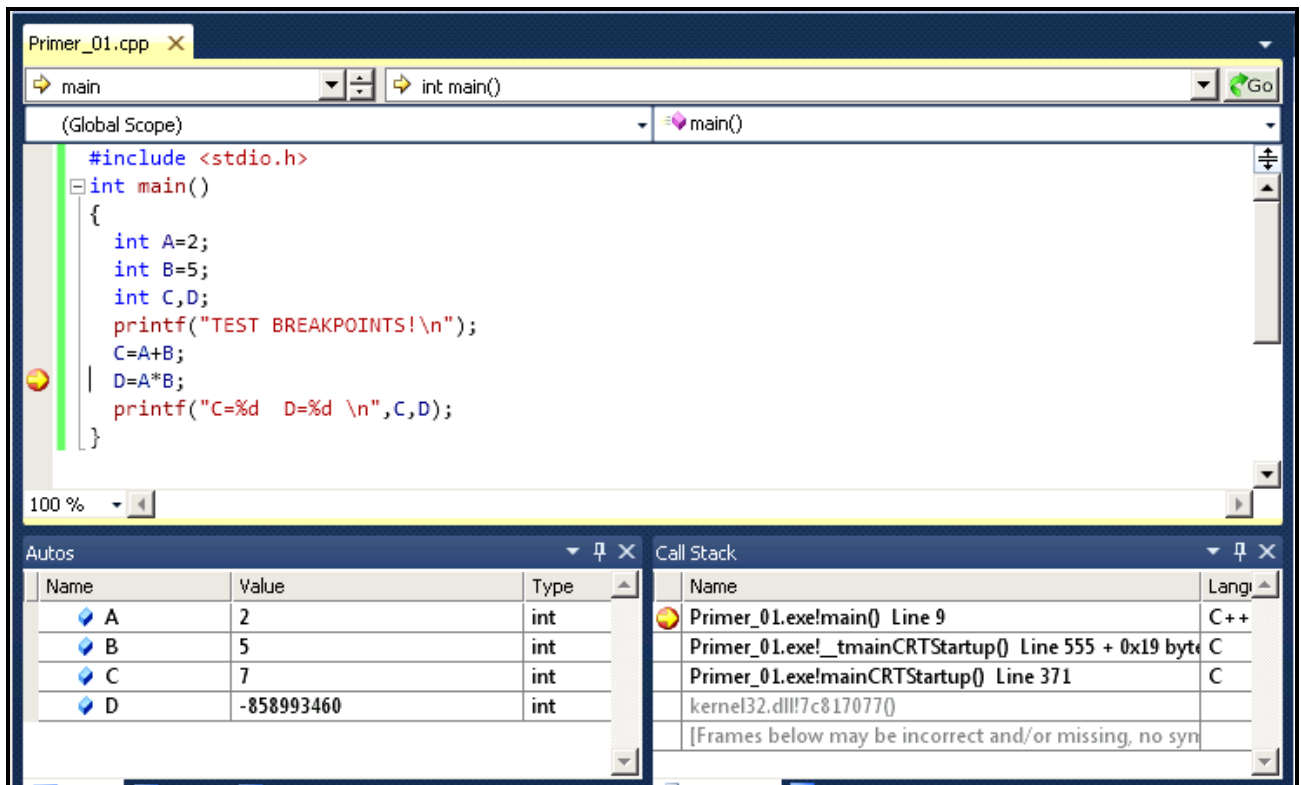 Primer_01.cpp
main int main() Go
(Global Scope) main()
#include <stdio.h>
int main()
{
int A=2;
int B=5;
int C,D;
printf("TEST BREAKPOINTS!\n");
C=A+B;
D=A*B;
printf("C=%d  D=%d \n",C,D);
}
100 %
Autos
Name Value Type
A 2 int
B 5 int
C 7 int
D -858993460 int
Call Stack
Name Langu
Primer_01.exe!main() Line 9 C++
Primer_01.exe!__tmainCRTStartup() Line 555 + 0x19 byte C
Primer_01.exe!mainCRTStartup() Line 371 C
kernel32.dll!7c817077()
[Frames below may be incorrect and/or missing, no sym